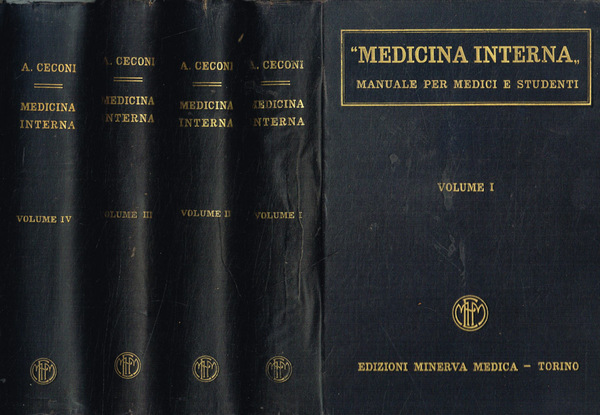 A. CECONI
MEDICINA
INTERNA
VOLUME IV
A. CECONI
MEDICINA
INTERNA
VOLUME III
A. CECONI
MEDICINA
INTERNA
VOLUME II
A. CECONI
MEDICINA
INTERNA
VOLUME I
“MEDICINA INTERNA„
MANUALE PER MEDICI E STUDENTI
VOLUME I
EDIZIONI MINERVA MEDICA - TORINO